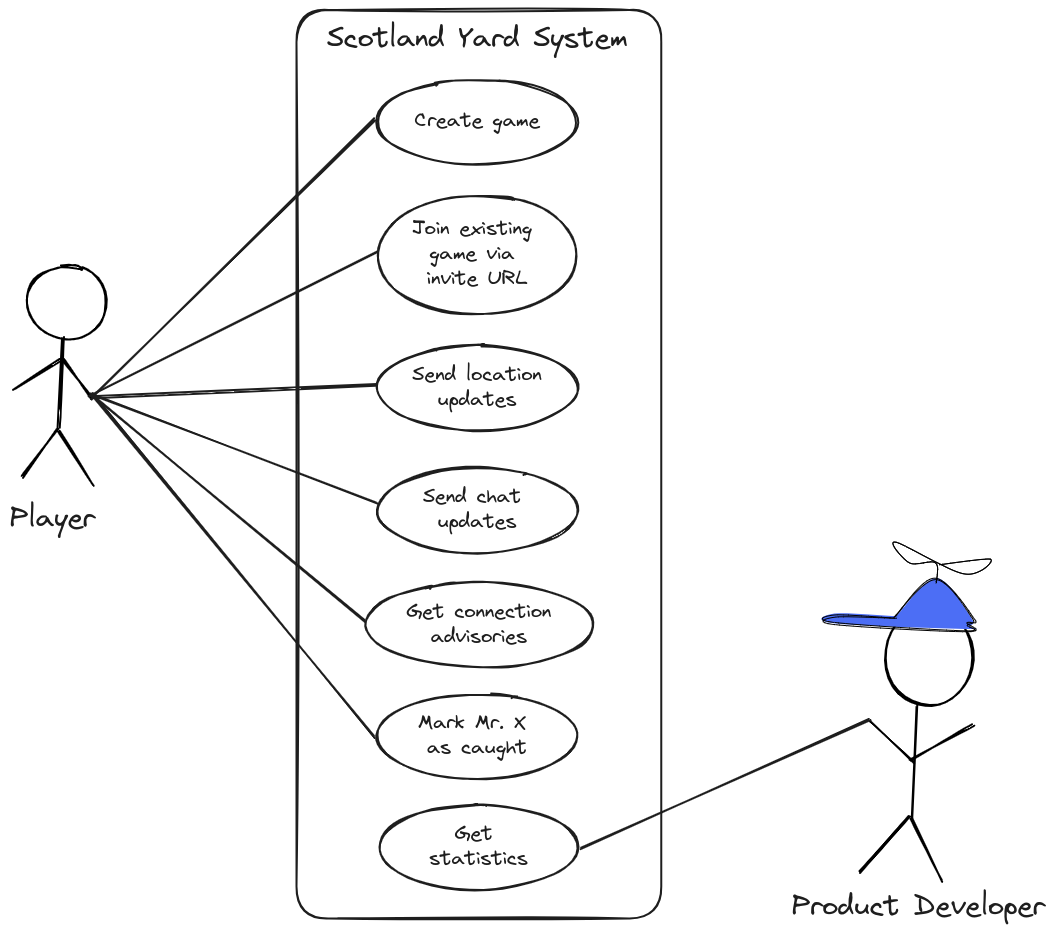 Scotland Yard System
Create game
Join existing
game via
invite URL
Send location
updates
Send chat
updates
Player
Get connection
advisories
Mark Mr. X
as caught
Get
statistics
Product Developer